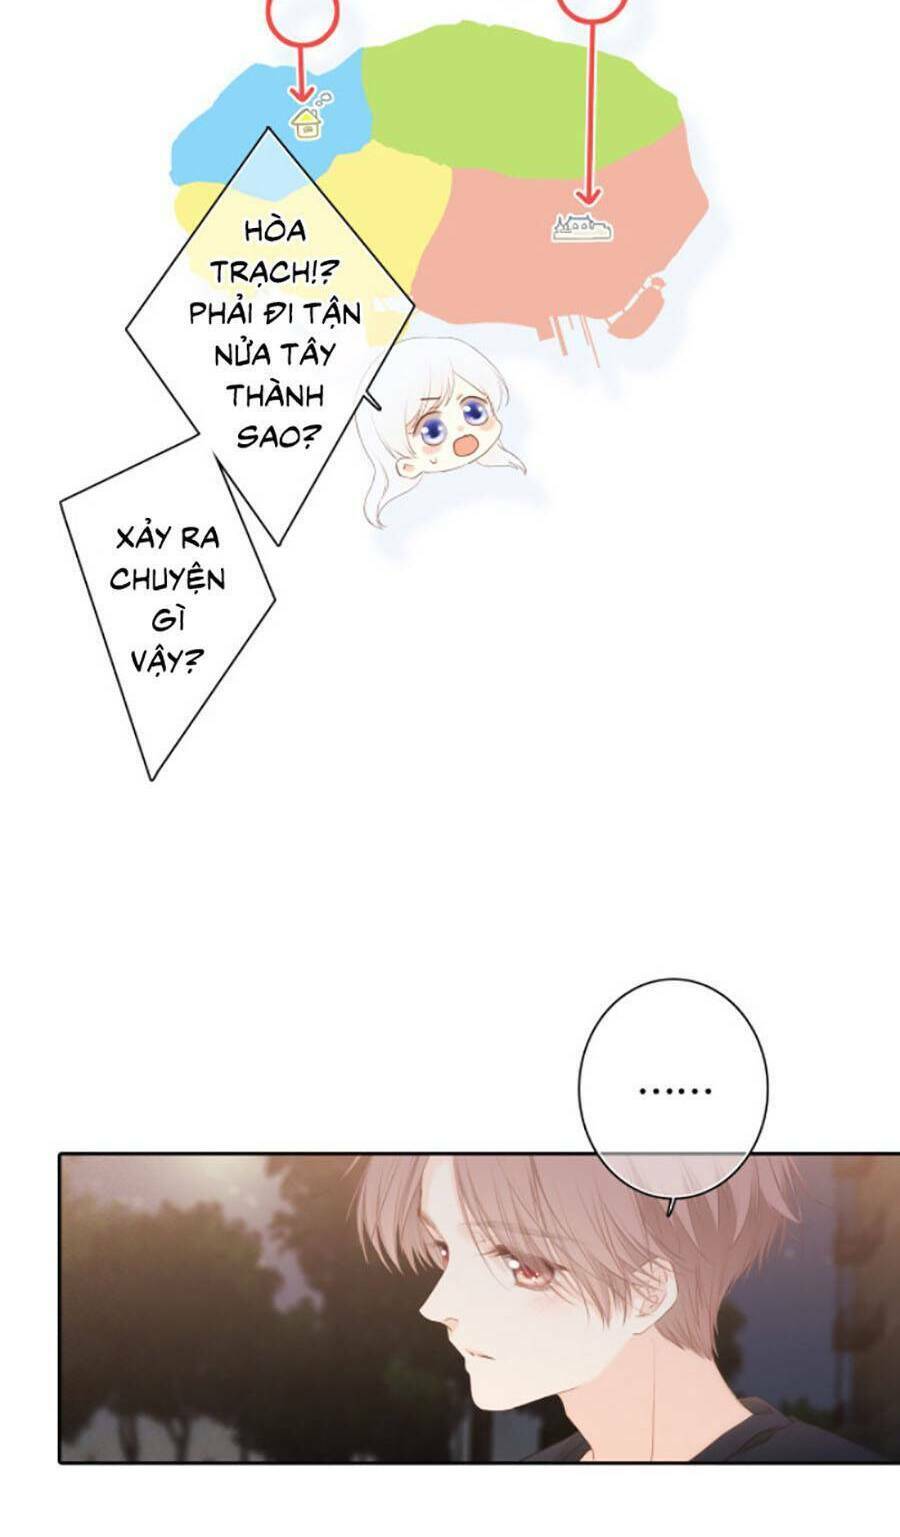 HÒA
TRẠCH!?
PHẢI ĐI TẬN
NỬA TÂY
THÀNH
SAO?
XẢY RA
CHUYỆN
GÌ
VẬY?
......